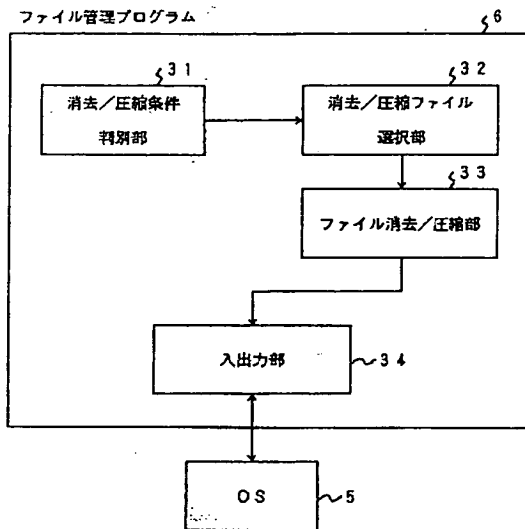 ファイル管理プログラム
6
31
消去/圧縮条件
判別部
32
消去/圧縮ファイル
選択部
33
ファイル消去/圧縮部
入出力部
34
OS
5